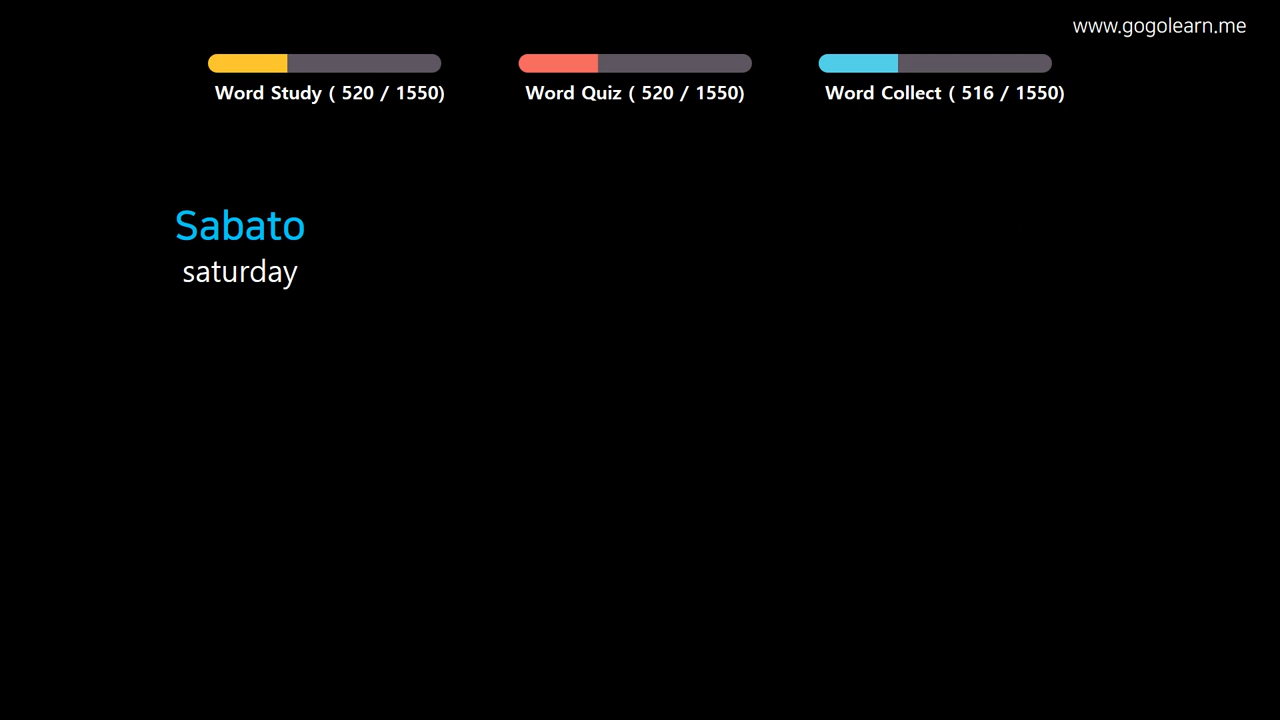 www.gogolearn.me
Word Study ( 520 / 1550)
Word Quiz ( 520 / 1550)
Word Collect ( 516 / 1550)
Sabato
saturday